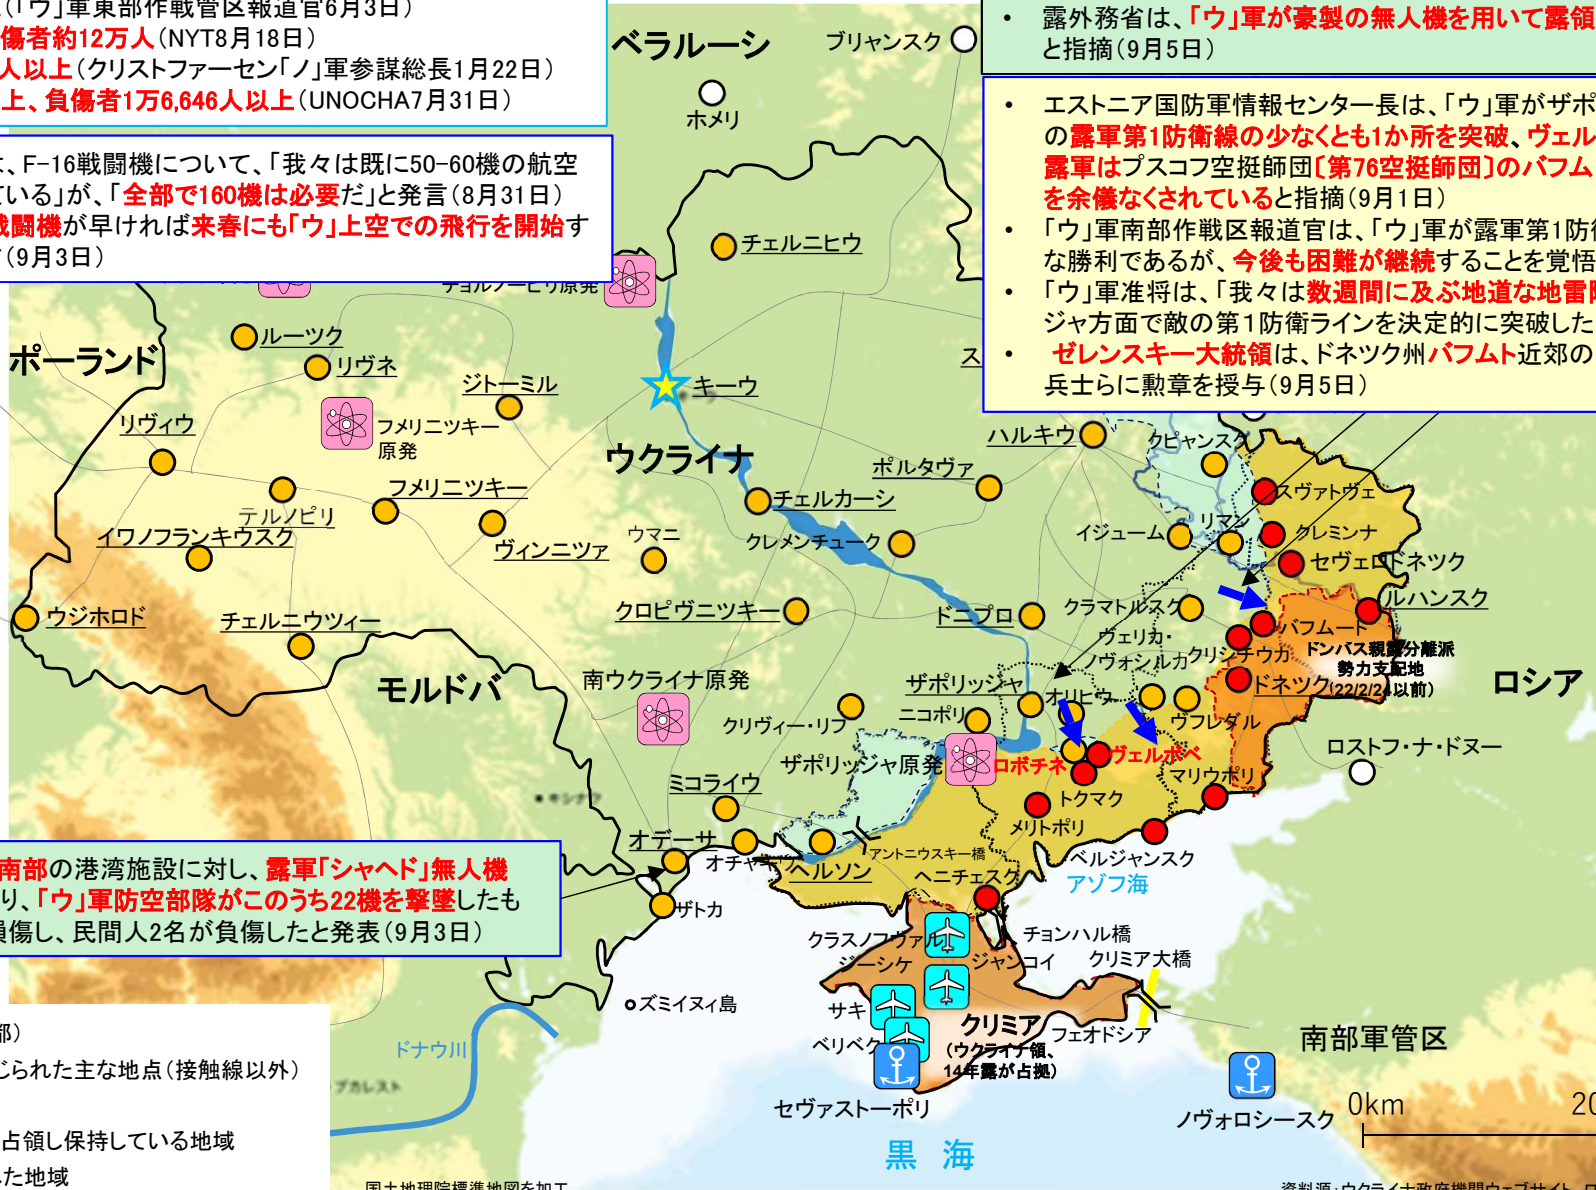 (「ウ」軍東部作戦管区報道官6月3日)
傷者約12万人(NYT8月18日)
人以上(クリストファーセン「ノ」軍参謀総長1月22日)
上、負傷者1万6,646人以上(UNOCHA7月31日)
、F-16戦闘機について、「我々は既に50-60機の航空
ている」が、「全部で160機は必要だ」と発言(8月31日)
戦闘機が早ければ来春にも「ウ」上空での飛行を開始す
(9月3日)
• 露外務省は、「ウ」軍が豪製の無人機を用いて露領
と指摘(9月5日)
• エストニア国防軍情報センター長は、「ウ」軍がザポ
の露軍第1防衛線の少なくとも1か所を突破、ヴェル
露軍はプスコフ空挺師団〔第76空挺師団〕のバフム
を余儀なくされていると指摘(9月1日)
• 「ウ」軍南部作戦区報道官は、「ウ」軍が露軍第1防衛
な勝利であるが、今後も困難が継続することを覚悟
• 「ウ」軍准将は、「我々は数週間に及ぶ地道な地雷
ジャ方面で敵の第1防衛ラインを決定的に突破した
• ゼレンスキー大統領は、ドネツク州バフムト近郊の
兵士らに勲章を授与(9月5日)
ベラルーシ
ブリャンスク
ホメリ
チェルニヒウ
チョルノービリ原発
ルーツク
ポーランド
リヴネ
ジトーミル
キーウ
ス
リヴィウ
フメリニツキー
原発
ウクライナ
ハルキウ
クピャンスク
ポルタヴァ
フメリニツキー
チェルカーシ
スヴァトヴェ
テルノピリ
イワノフランキウスク
ヴィンニツァ
ウマニ
クレメンチューク
イジューム
リマン
クレミンナ
セヴェロドネツク
ウジホロド
チェルニウツィー
クロピヴニツキー
ドニプロ
クラマトルスク
ルハンスク
バフムート
ヴェリカ・
ノヴォシルカ
クリシチウカ
ドンバス親露分離派
勢力支配地
(22/2/24以前)
モルドバ
南ウクライナ原発
ザポリッジャ
オリヒウ
ドネツク
ロシア
クリヴィー・リフ
ニコポリ
ヴフレダル
ロストフ・ナ・ドヌー
ザポリッジャ原発
ロボチネ
ヴェルボベ
マリウポリ
ミコライウ
キシナウ
トクマク
メリトポリ
オデーサ
オチャキウ
ヘルソン
アントニウスキー橋
ヘニチェスク
ベルジャンスク
アゾフ海
南部の港湾施設に対し、露軍「シャヘド」無人機
り、「ウ」軍防空部隊がこのうち22機を撃墜したも
損傷し、民間人2名が負傷したと発表(9月3日)
ザトカ
クラスノフヴァル
ジーシケ
ジャンコイ
チョンハル橋
クリミア大橋
ズミイヌィ島
サキ
ベリベク
クリミア
(ウクライナ領、
14年露が占拠)
フェオドシア
南部軍管区
ドナウ川
ブカレスト
部)
じられた主な地点(接触線以外)
セヴァストーポリ
ノヴォロシースク
0km
20
占領し保持している地域
た地域
黒 海
国土地理院標準地図を加工
資料源:ウクライナ政府機関ウェブサイト、